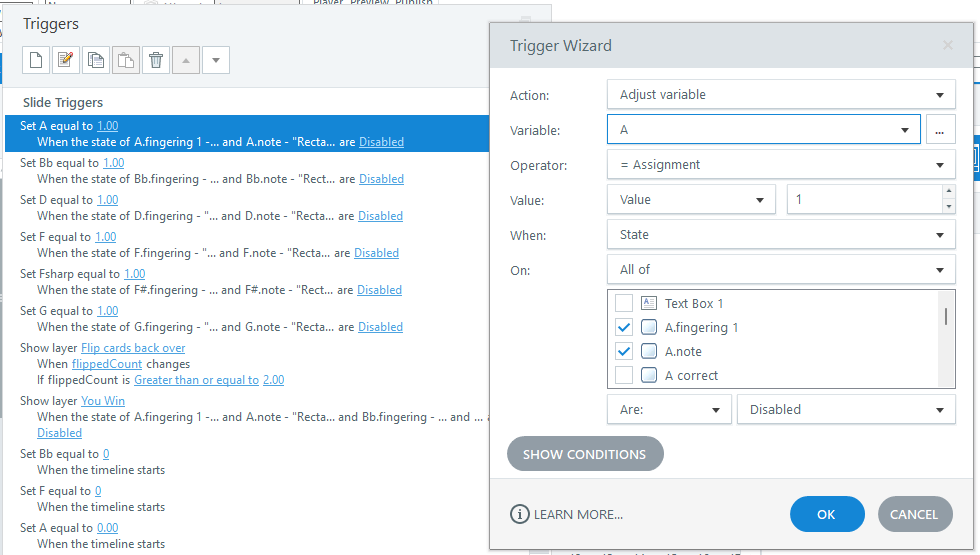 Player, Preview, Publish
Triggers
Slide Triggers
Set A equal to 1.00
When the state of A.fingering 1 -... and A.note - "Recta... are Disabled
Set Bb equal to 1.00
When the state of Bb.fingering - ... and Bb.note - "Rect... are Disabled
Set D equal to 1.00
When the state of D.fingering - "... and D.note - "Recta... are Disabled
Set F equal to 1.00
When the state of F.fingering - "... and F.note - "Recta... are Disabled
Set Fsharp equal to 1.00
When the state of F#.fingering - ... and F#.note - "Rect... are Disabled
Set G equal to 1.00
When the state of G.fingering - "... and G.note - "Recta... are Disabled
Show layer Flip cards back over
When flippedCount changes
If flippedCount is Greater than or equal to 2.00
Show layer You Win
When the state of A.fingering 1 -... and A.note - "Recta... and Bb.fingering - ... and ... a
Disabled
Set Bb equal to 0
When the timeline starts
Set F equal to 0
When the timeline starts
Set A equal to 0.00
When the timeline starts
Trigger Wizard
Action: Adjust variable
Variable: A ...
Operator: = Assignment
Value: Value 1
When: State
On: All of
Text Box 1
A.fingering 1
A.note
A correct
Are: Disabled
SHOW CONDITIONS
LEARN MORE... OK CANCEL